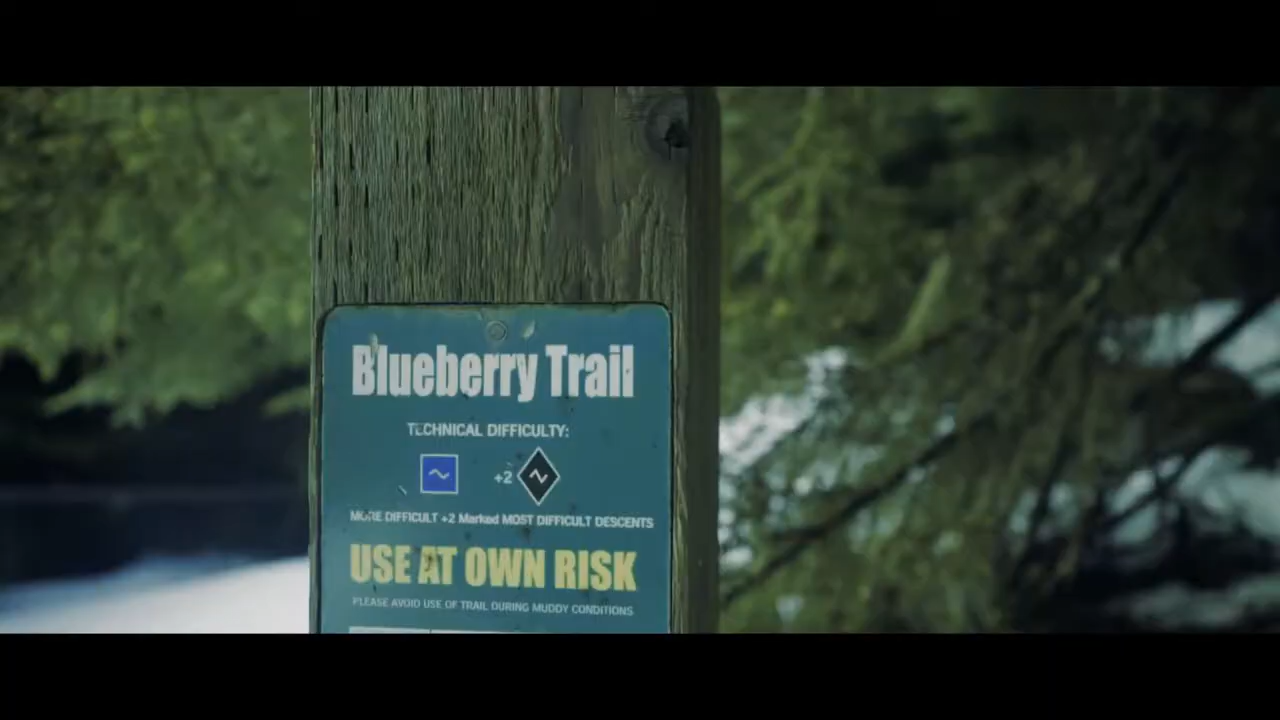 Blueberry Trail
TECHNICAL DIFFICULTY:
+2
MORE DIFFICULT +2 Marked MOST DIFFICULT DESCENTS
USE AT OWN RISK
PLEASE AVOID USE OF TRAIL DURING MUDDY CONDITIONS